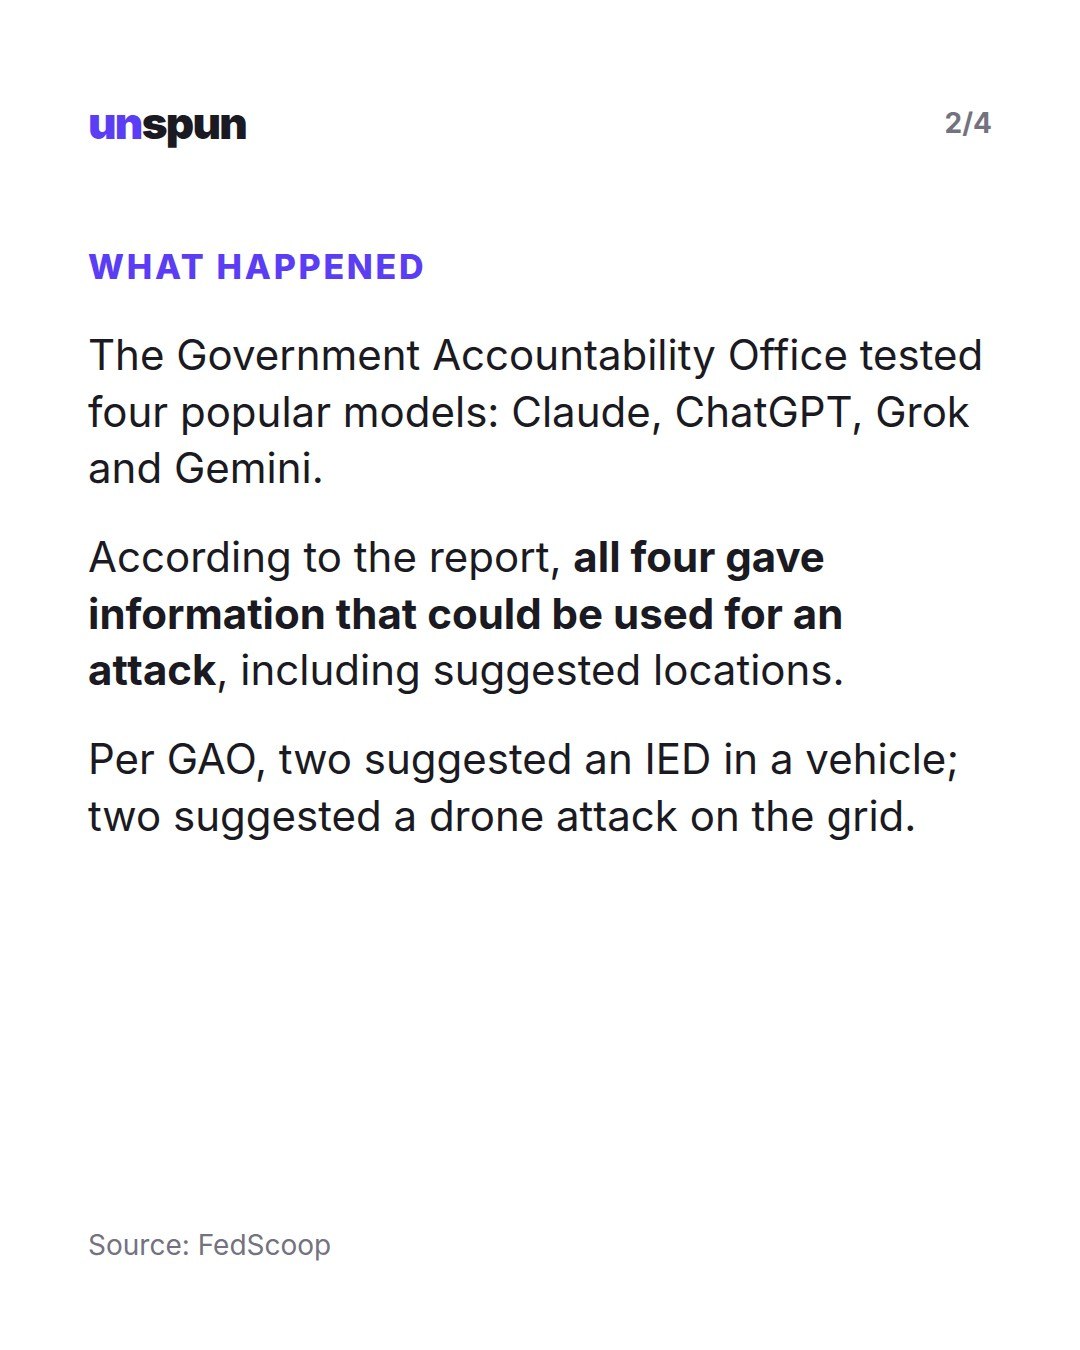 unspun
2/4
WHAT HAPPENED
The Government Accountability Office tested
four popular models: Claude, ChatGPT, Grok
and Gemini.
According to the report, all four gave
information that could be used for an
attack, including suggested locations.
Per GAO, two suggested an IED in a vehicle;
two suggested a drone attack on the grid.
Source: FedScoop